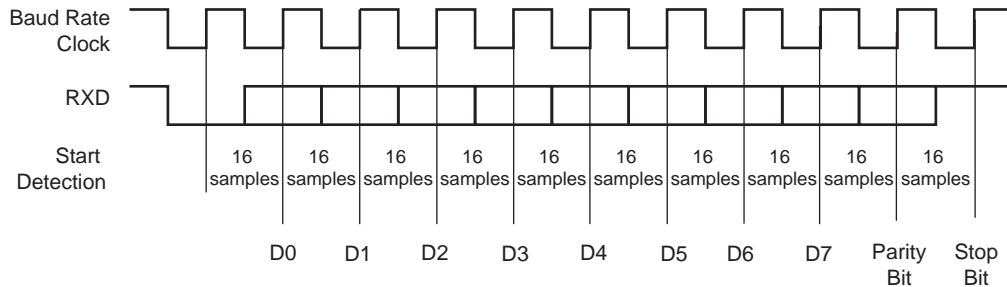 Baud Rate
Clock
RXD
Start
Detection
16 16 16 16 16 16 16 16 16 16
samples samples samples samples samples samples samples samples samples samples
D0 D1 D2 D3 D4 D5 D6 D7 Parity Stop
Bit Bit